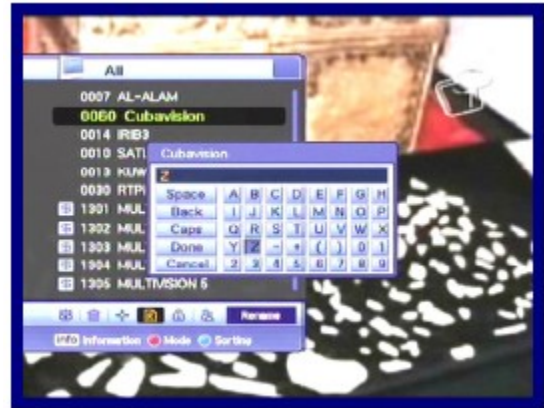 All
0007 AL-ALAM
0060 Cubavision
0014 IRIB3
0010 SATL
0013 KUW
0030 RTPi
1301 MUL
1302 MUL
1303 MUL
1304 MUL
1305 MULTIVISION 5
Cubavision
Z
Space A B C D E F G H
Back I J K L M N O P
Caps Q R S T U V W X
Done Y Z - + ( ) 0 1
Cancel 2 3 4 5 6 7 8 9
Rename
Info Information Mode Sorting